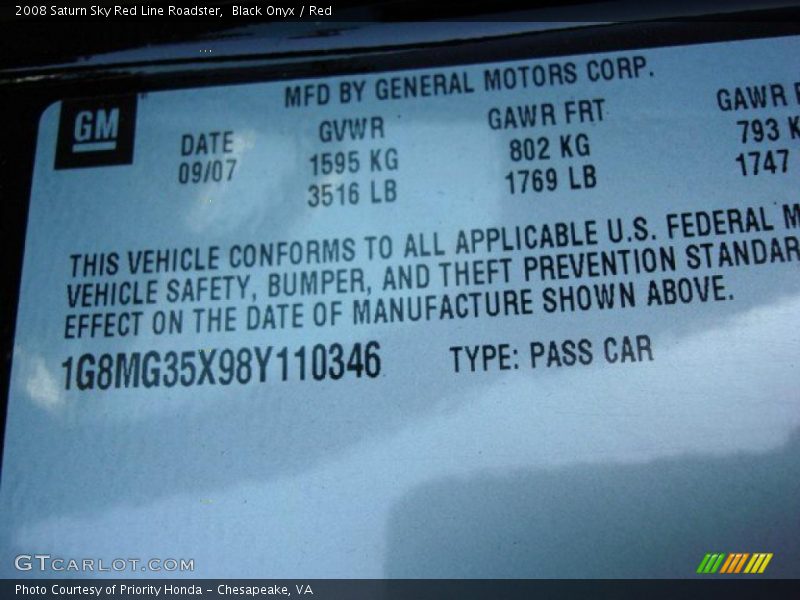 2008 Saturn Sky Red Line Roadster, Black Onyx / Red
MFD BY GENERAL MOTORS CORP.
GM
DATE GVWR GAWR FRT GAWR
09/07 1595 KG 802 KG 793
3516 LB 1769 LB 1747
THIS VEHICLE CONFORMS TO ALL APPLICABLE U.S. FEDERAL
VEHICLE SAFETY, BUMPER, AND THEFT PREVENTION
EFFECT ON THE DATE OF MANUFACTURE SHOWN ABOVE.
1G8MG35X98Y110346 TYPE: PASS CAR
GTCARLOT.COM
Photo Courtesy of Priority Honda - Chesapeake, VA